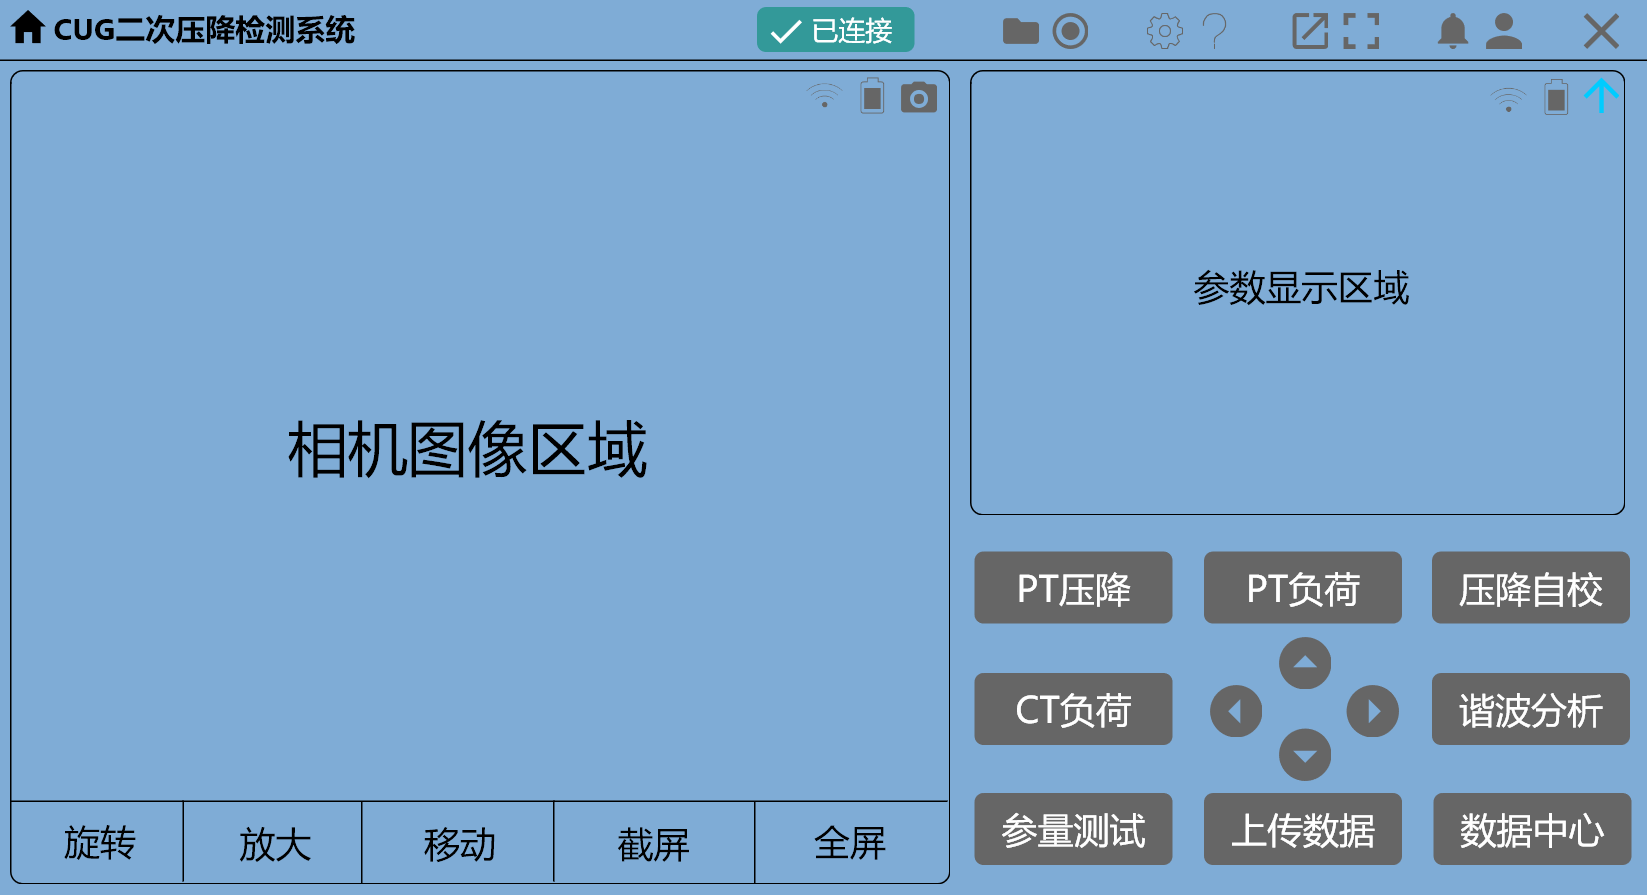 CUG二次压降检测系统
已连接
相机图像区域
旋转
放大
移动
截屏
全屏
参数显示区域
PT压降
PT负荷
压降自校
CT负荷
谐波分析
参量测试
上传数据
数据中心